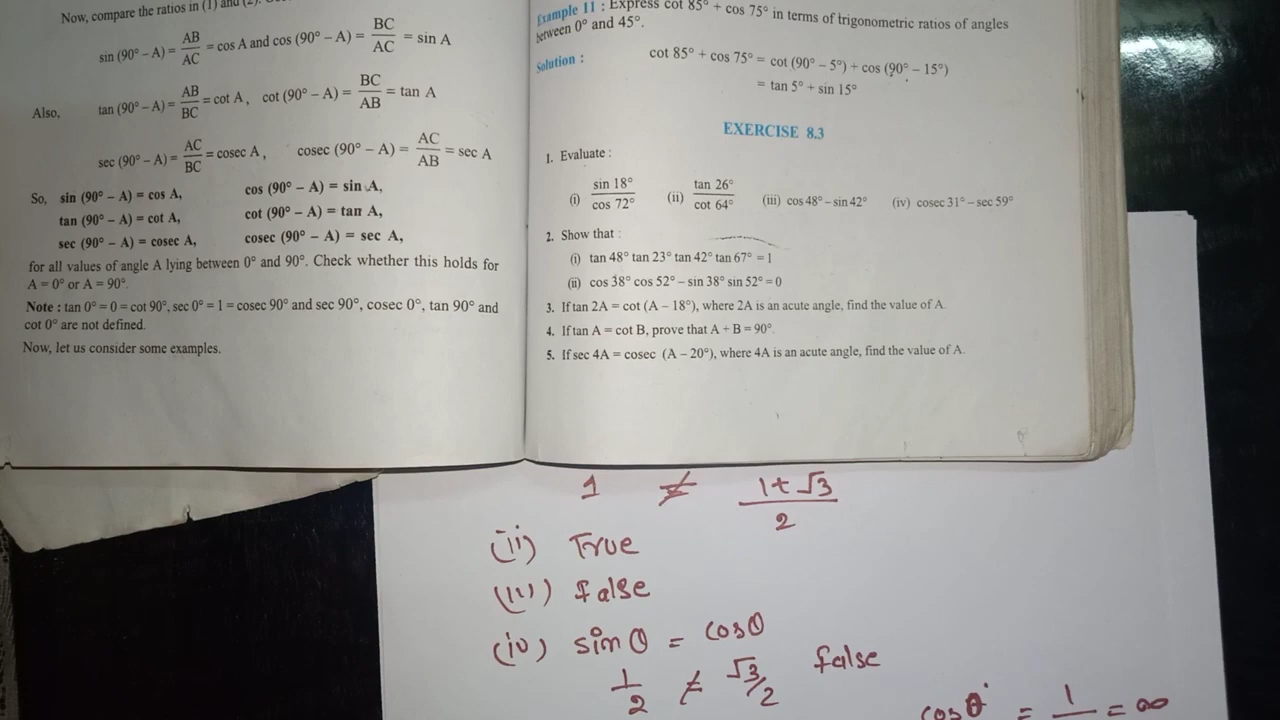 Now, compare the ratios in (1) and (2).
sin (90° – A) = AB/AC = cos A and cos (90° – A) = BC/AC = sin A
Also, tan (90° – A) = AB/BC = cot A, cot (90° – A) = BC/AB = tan A
sec (90° – A) = AC/BC = cosec A, cosec (90° – A) = AC/AB = sec A
So, sin (90° – A) = cos A, cos (90° – A) = sin A,
tan (90° – A) = cot A, cot (90° – A) = tan A,
sec (90° – A) = cosec A, cosec (90° – A) = sec A,
for all values of angle A lying between 0° and 90°. Check whether this holds for
A = 0° or A = 90°.
Note : tan 0° = 0 = cot 90°, sec 0° = 1 = cosec 90° and sec 90°, cosec 0°, tan 90° and
cot 0° are not defined.
Now, let us consider some examples.
Example 11 : Express cot 85° + cos 75° in terms of trigonometric ratios of angles
between 0° and 45°.
Solution : cot 85° + cos 75° = cot (90° – 5°) + cos (90° – 15°)
= tan 5° + sin 15°
EXERCISE 8.3
1. Evaluate :
(i) sin 18°/cos 72° (ii) tan 26°/cot 64° (iii) cos 48° – sin 42° (iv) cosec 31° – sec 59°
2. Show that :
(i) tan 48° tan 23° tan 42° tan 67° = 1
(ii) cos 38° cos 52° – sin 38° sin 52° = 0
3. If tan 2A = cot (A – 18°), where 2A is an acute angle, find the value of A.
4. If tan A = cot B, prove that A + B = 90°.
5. If sec 4A = cosec (A – 20°), where 4A is an acute angle, find the value of A.
1 ≠ 1+√3/2
(ii) True
(iii) false
(iv) sin θ = cos θ
1/2 ≠ √3/2 false
cos θ = 1 = ∞